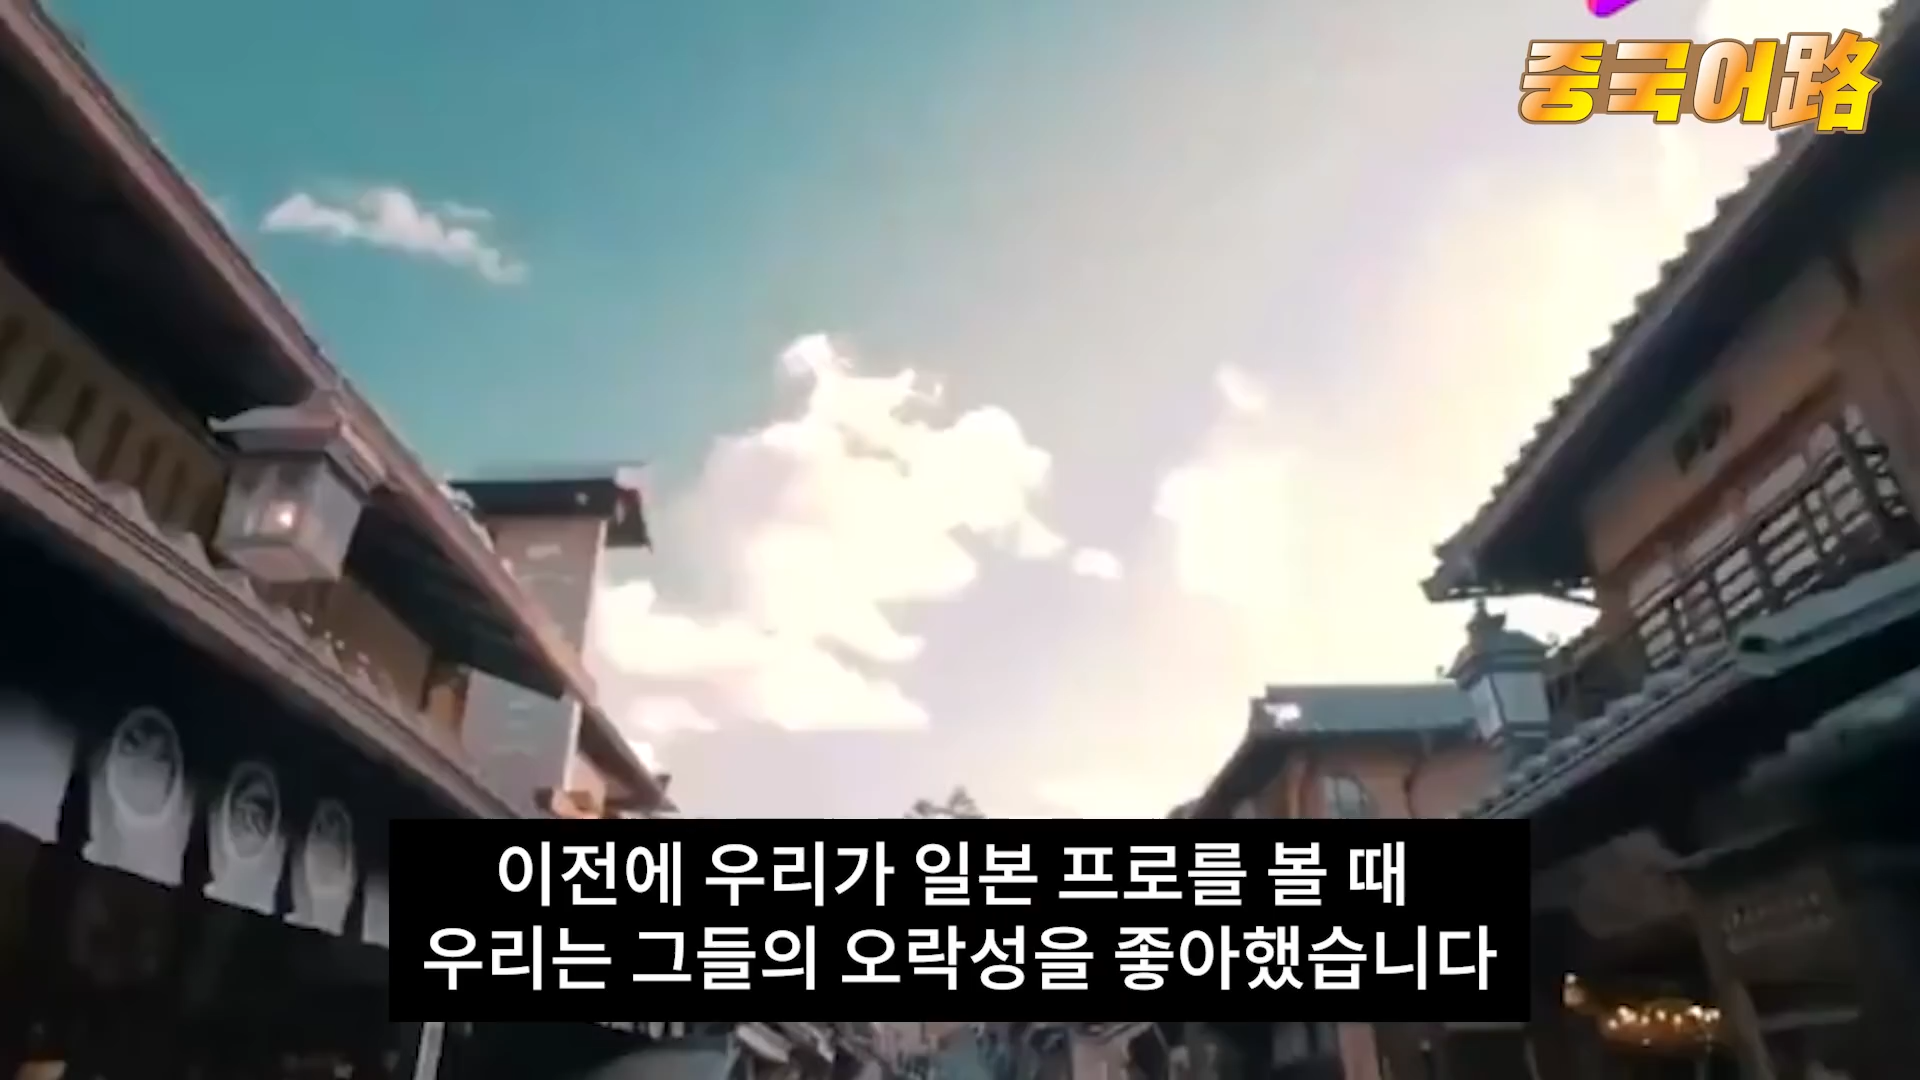 중국어路
이전에 우리가 일본 프로를 볼 때
우리는 그들의 오락성을 좋아했습니다